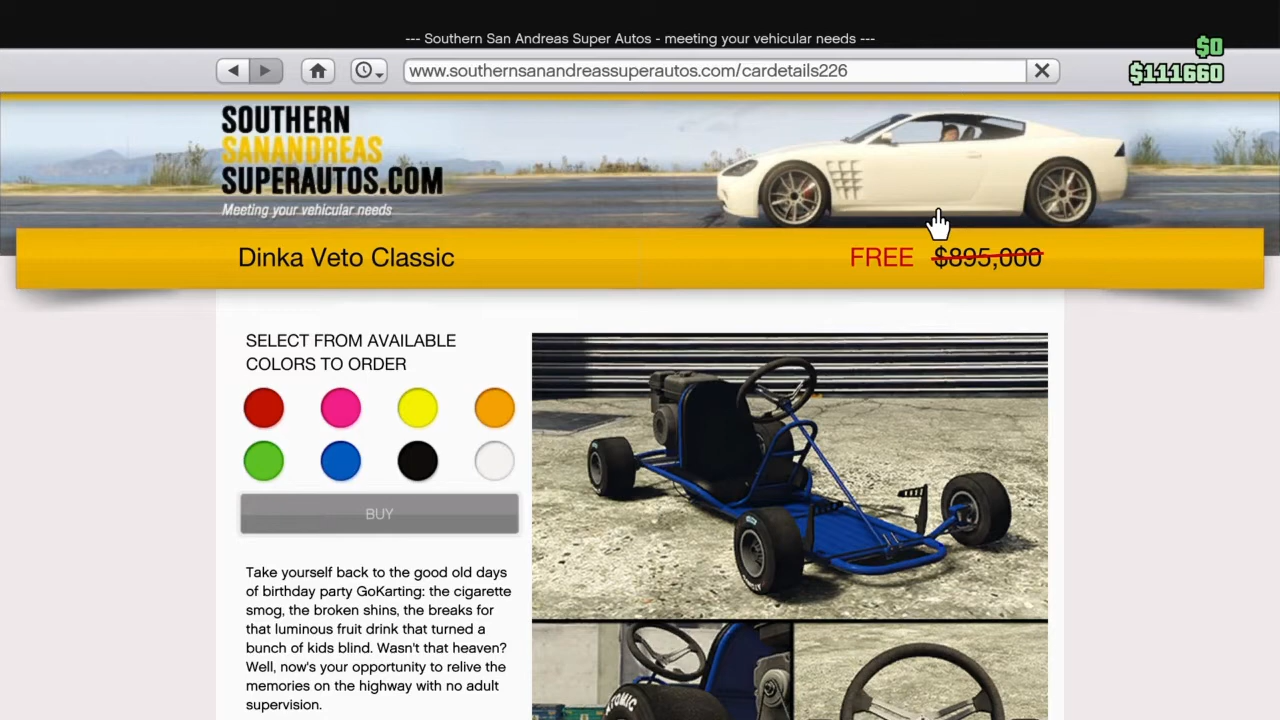 --- Southern San Andreas Super Autos - meeting your vehicular needs ---
$0
www.southernsanandreassuperautos.com/cardetails226
$111660
SOUTHERN
SANANDREAS
SUPERAUTOS.COM
Meeting your vehicular needs
Dinka Veto Classic
FREE $895,000
SELECT FROM AVAILABLE
COLORS TO ORDER
BUY
Take yourself back to the good old days
of birthday party GoKarting: the cigarette
smog, the broken shins, the breaks for
that luminous fruit drink that turned a
bunch of kids blind. Wasn't that heaven?
Well, now's your opportunity to relive the
memories on the highway with no adult
supervision.
ATOMIC